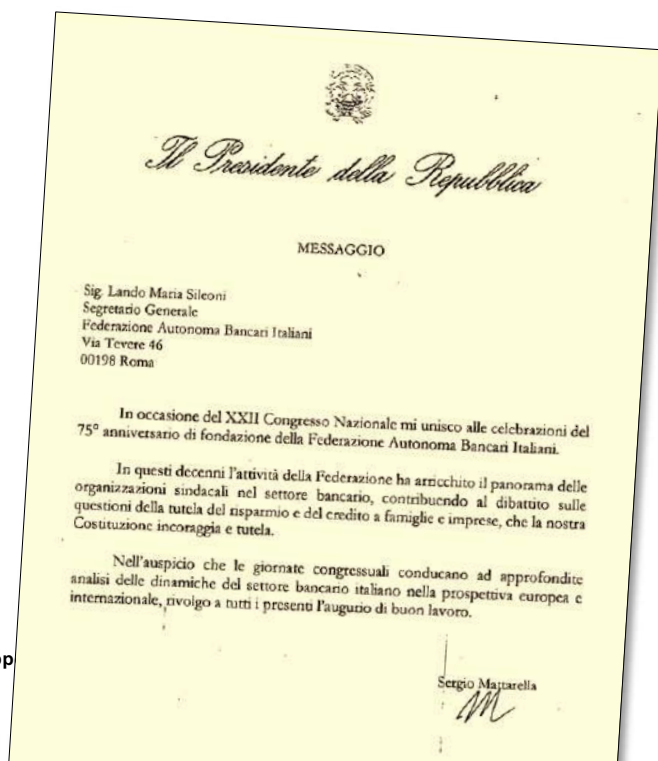 Il Presidente della Repubblica
MESSAGGIO
Sig. Lando Maria Sileoni
Segretario Generale
Federazione Autonoma Bancari Italiani
Via Tevere 46
00198 Roma
In occasione del XXII Congresso Nazionale mi unisco alle celebrazioni del
75° anniversario di fondazione della Federazione Autonoma Bancari Italiani.
In questi decenni l'attività della Federazione ha arricchito il panorama delle
organizzazioni sindacali nel settore bancario, contribuendo al dibattito sulle
questioni della tutela del risparmio e del credito a famiglie e imprese, che la nostra
Costituzione incoraggia e tutela.
Nell'auspicio che le giornate congressuali conducano ad approfondite
analisi delle dinamiche del settore bancario italiano nella prospettiva europea e
internazionale, rivolgo a tutti i presenti l'augurio di buon lavoro.
Sergio Mattarella